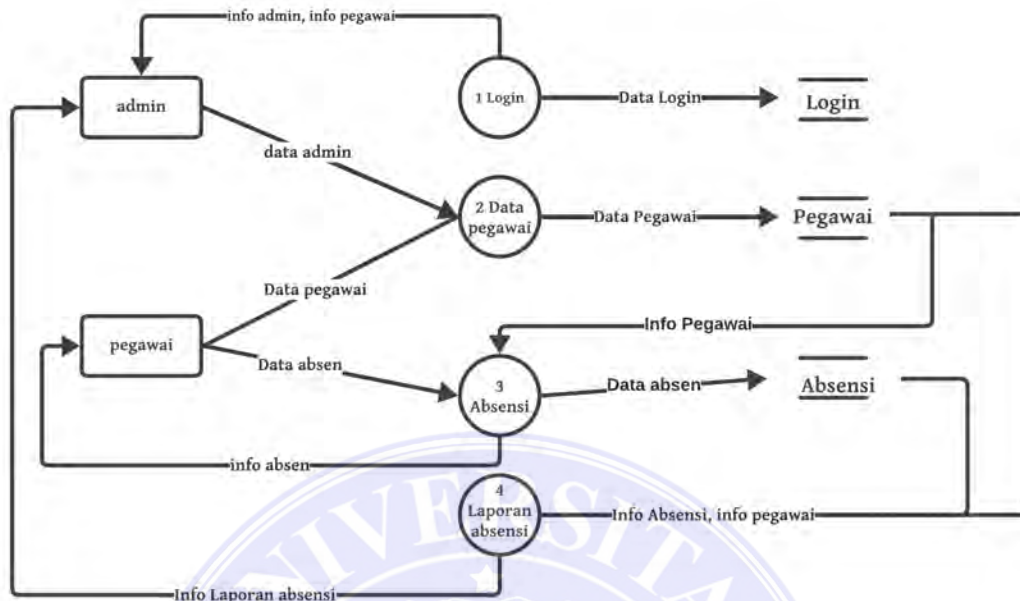 info admin, info pegawai
admin
1 Login
Data Login
Login
data admin
2 Data
pegawai
Data Pegawai
Pegawai
Data pegawai
Info Pegawai
pegawai
Data absen
3
Absensi
Data absen
Absensi
info absen
4
Laporan
absensi
Info Absensi, info pegawai
Info Laporan absensi
NIVERSITA